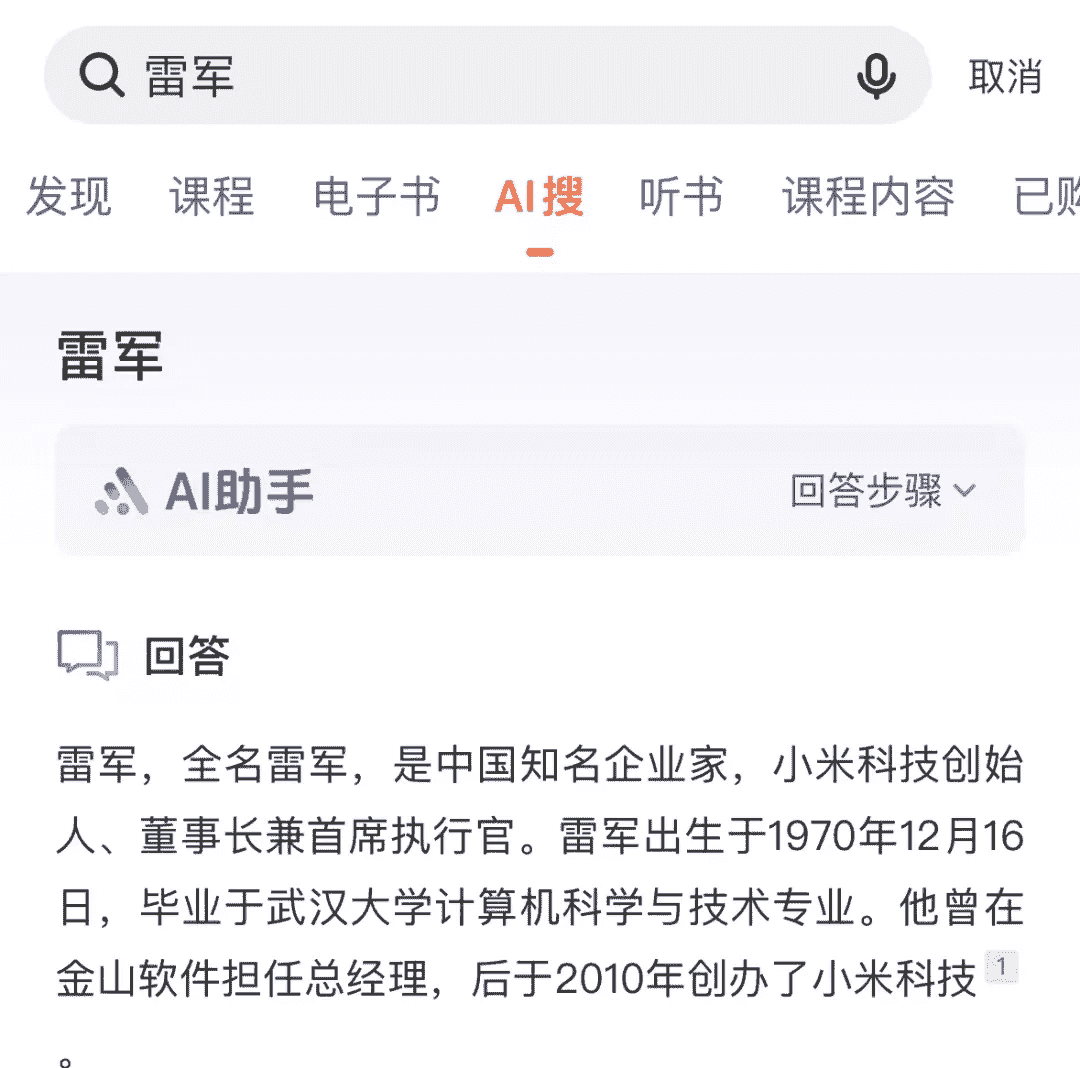 雷军 取消
发现 课程 电子书 AI搜 听书 课程内容 已购
雷军
AI助手 回答步骤
回答
雷军，全名雷军，是中国知名企业家，小米科技创始
人、董事长兼首席执行官。雷军出生于1970年12月16
日，毕业于武汉大学计算机科学与技术专业。他曾在
金山软件担任总经理，后于2010年创办了小米科技 1
。